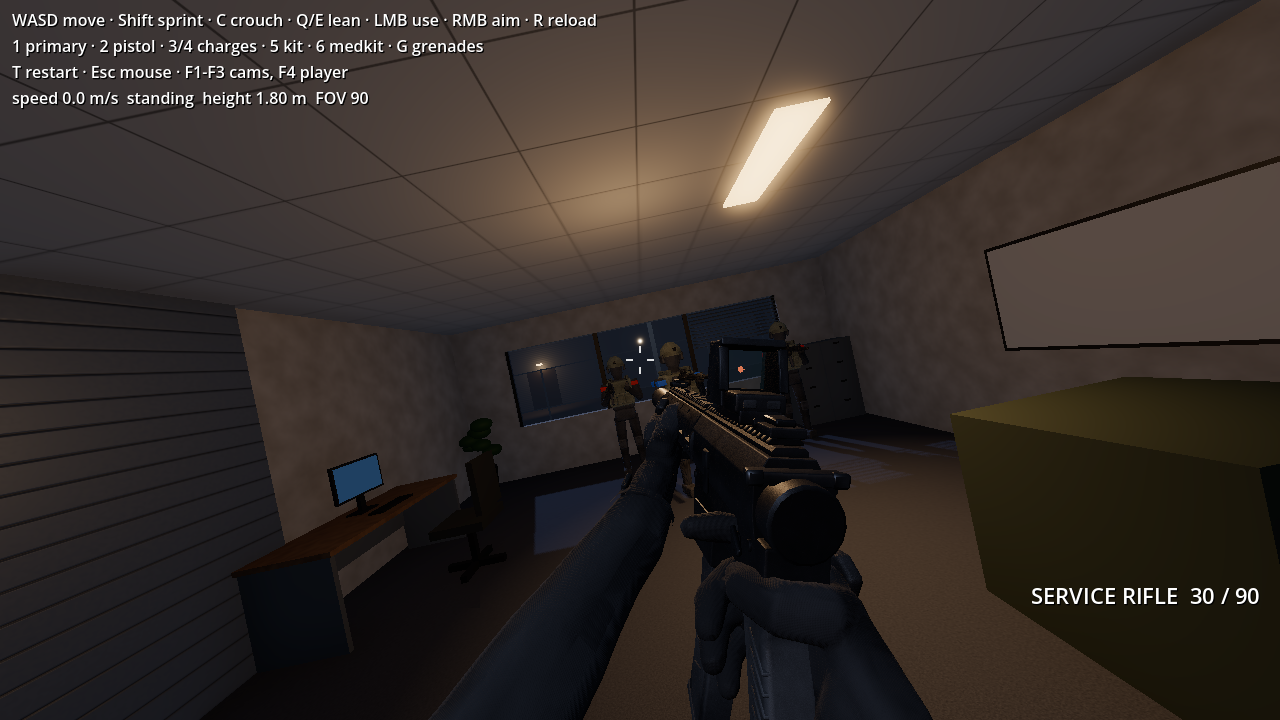 WASD move · Shift sprint · C crouch · Q/E lean · LMB use · RMB aim · R reload
1 primary · 2 pistol · 3/4 charges · 5 kit · 6 medkit · G grenades
T restart · Esc mouse · F1-F3 cams, F4 player
speed 0.0 m/s standing height 1.80 m FOV 90
SERVICE RIFLE 30 / 90